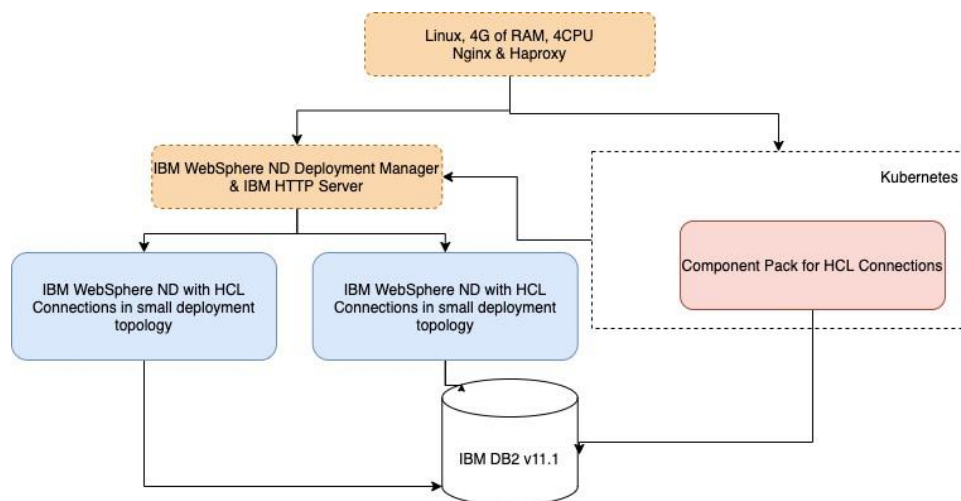 Linux, 4G of RAM, 4CPU
Nginx & Haproxy
IBM WebSphere ND Deployment Manager
& IBM HTTP Server
Kubernetes
IBM WebSphere ND with HCL
Connections in small deployment
topology
IBM WebSphere ND with HCL
Connections in small deployment
topology
Component Pack for HCL Connections
IBM DB2 v11.1